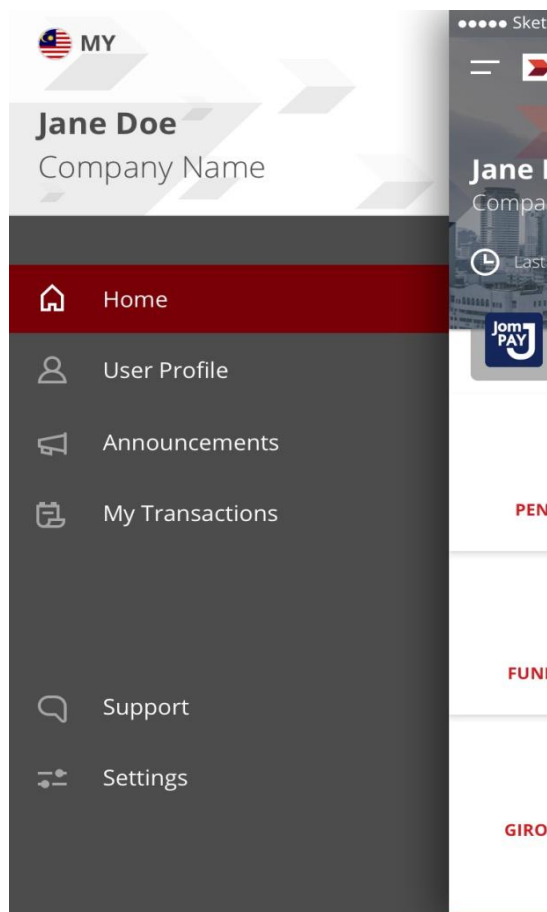 MY
Jane Doe
Company Name
Home
User Profile
Announcements
My Transactions
Support
Settings
Sket
Jane
Compa
Last
Jom
PAY
PEN
FUN
GIRO